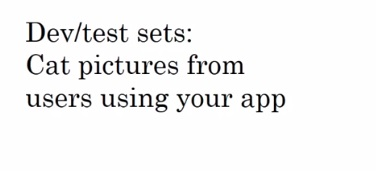 Dev/test sets:
Cat pictures from
users using your app